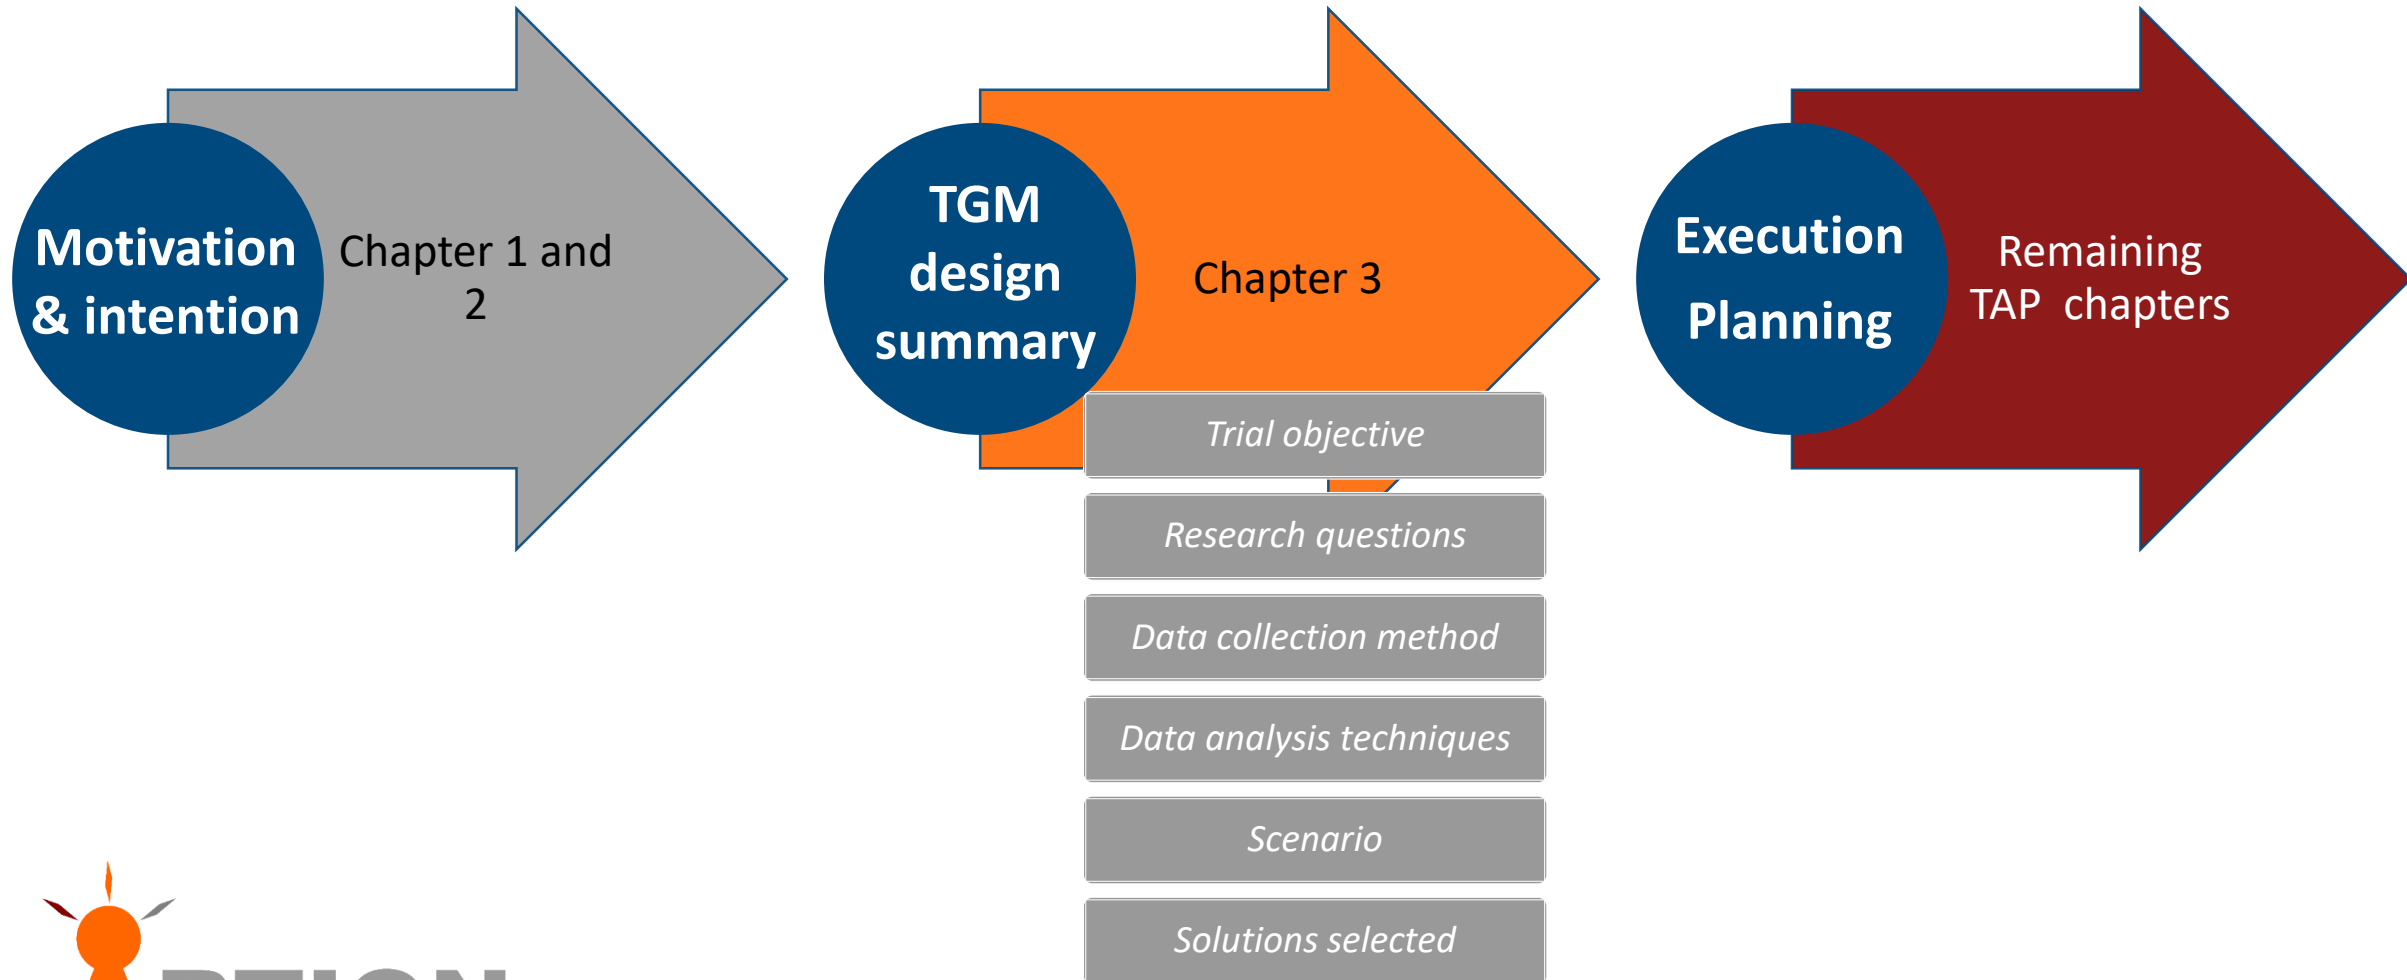 Motivation
& intention
Chapter 1 and
2
TGM
design
summary
Chapter 3
Execution
Planning
Remaining
TAP  chapters
Trial objective
Research questions
Data collection method
Data analysis techniques
Scenario
Solutions selected